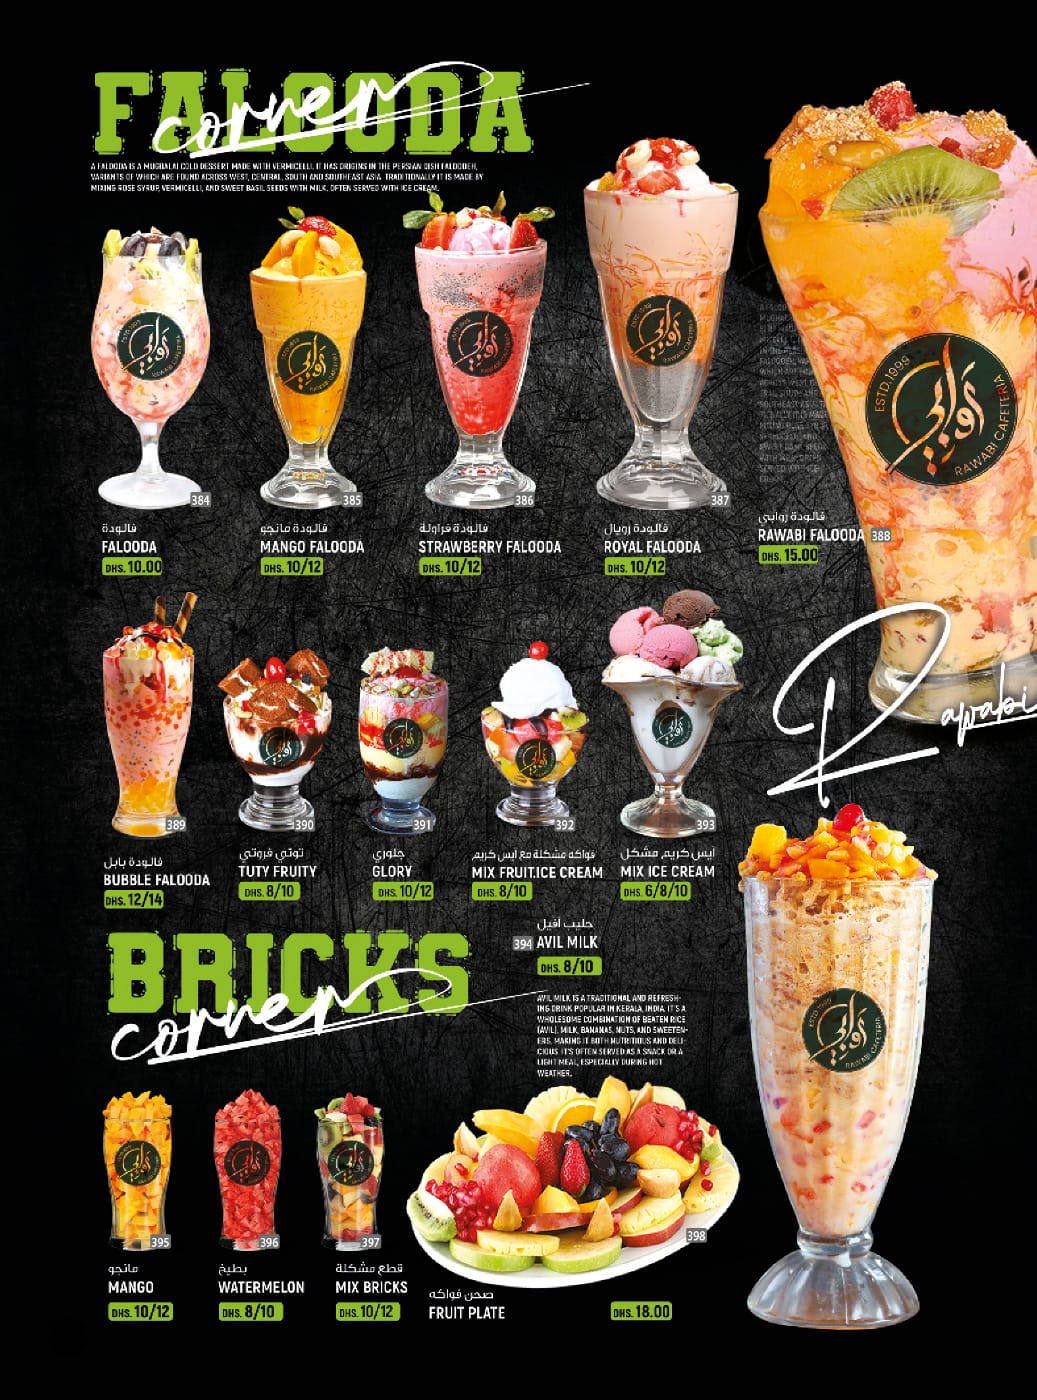 FALOODA
corner
A FALOODA IS A MUGHALAI COLD DESSERT MADE WITH VERMICELLI. IT HAS ORIGINS IN THE PERSIAN DISH FALOODEH,
VARIANTS OF WHICH ARE FOUND ACROSS WEST, CENTRAL, SOUTH AND SOUTHEAST ASIA. TRADITIONALLY IT IS MADE BY
MIXING ROSE SYRUP, VERMICELLI, AND SWEET BASIL SEEDS WITH MILK, OFTEN SERVED WITH ICE CREAM.
ESTD.1999
روابي
RAWABI CAFETERIA
384
فالودة
FALOODA
DHS. 10.00
385
فالودة مانجو
MANGO FALOODA
DHS. 10/12
386
فالودة فراولة
STRAWBERRY FALOODA
DHS. 10/12
387
فالودة رويال
ROYAL FALOODA
DHS. 10/12
فالودة روابي
RAWABI FALOODA 388
DHS. 15.00
Rawabi
389
فالودة بابل
BUBBLE FALOODA
DHS. 12/14
390
توتي فروتي
TUTY FRUITY
DHS. 8/10
391
جلوري
GLORY
DHS. 10/12
392
فواكه مشكلة مع آيس كريم
MIX FRUIT.ICE CREAM
DHS. 8/10
393
آيس كريم مشكل
MIX ICE CREAM
DHS. 6/8/10
حليب افيل
394 AVIL MILK
DHS. 8/10
AVIL MILK IS A TRADITIONAL AND REFRESH-
ING DRINK POPULAR IN KERALA, INDIA. IT'S A
WHOLESOME COMBINATION OF BEATEN RICE
(AVIL), MILK, BANANAS, NUTS, AND SWEETEN-
ERS, MAKING IT BOTH NUTRITIOUS AND DELI-
CIOUS. IT'S OFTEN SERVED AS A SNACK OR A
LIGHT MEAL, ESPECIALLY DURING HOT
WEATHER.
ESTD.1999
روابي
RAWABI CAFETERIA
BRICKS
corner
395
مانجو
MANGO
DHS. 10/12
396
بطيخ
WATERMELON
DHS. 8/10
397
قطع مشكلة
MIX BRICKS
DHS. 10/12
398
صحن فواكه
FRUIT PLATE
DHS. 18.00